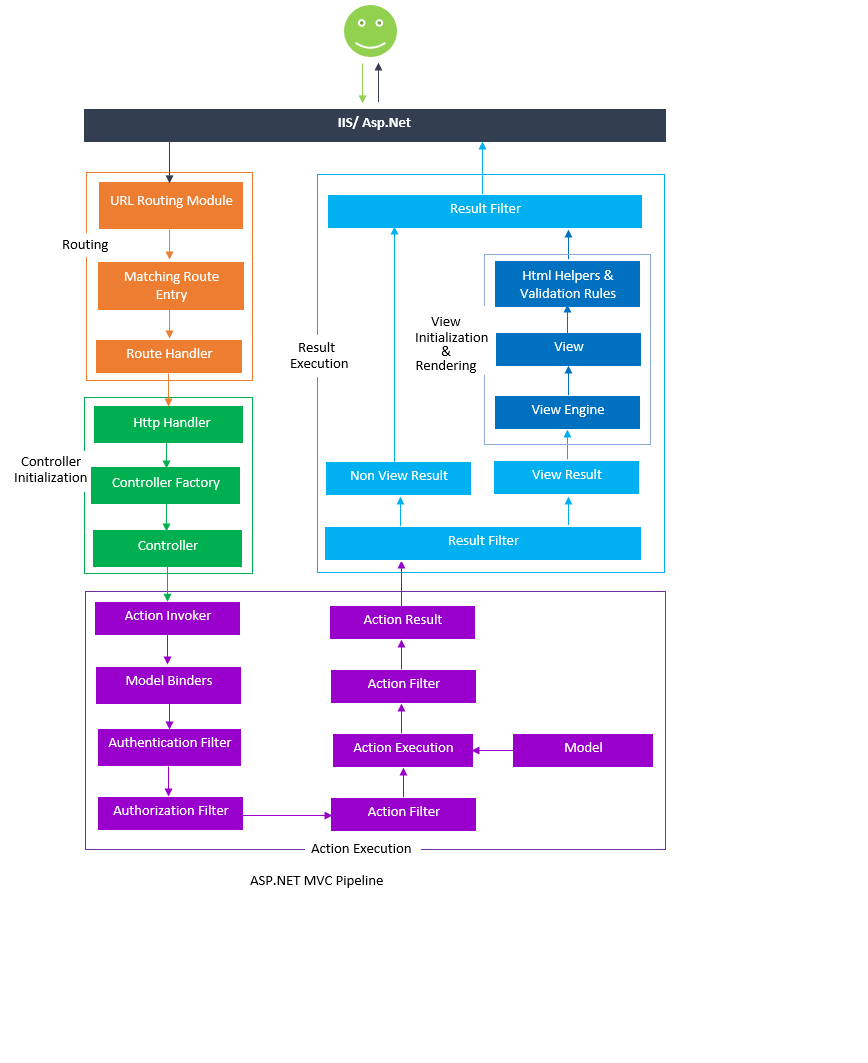 IIS/ Asp.Net
URL Routing Module
Routing
Matching Route
Entry
Route Handler
Http Handler
Controller
Initialization
Controller Factory
Controller
Action Invoker
Model Binders
Authentication Filter
Authorization Filter
Action Filter
Action Execution
Model
Action Filter
Action Result
Action Execution
Result Filter
Non View Result
View Result
Result
Execution
View Engine
View
View
Initialization
&
Rendering
Html Helpers &
Validation Rules
Result Filter
ASP.NET MVC Pipeline